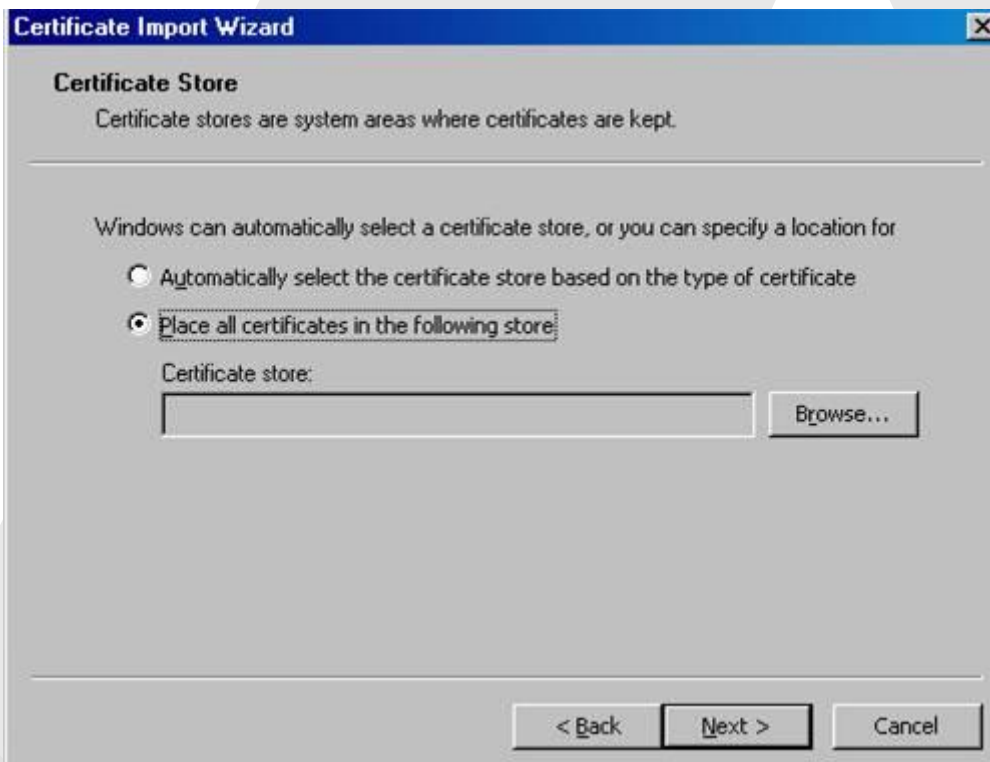 Certificate Import Wizard
Certificate Store
Certificate stores are system areas where certificates are kept.
Windows can automatically select a certificate store, or you can specify a location for
Automatically select the certificate store based on the type of certificate
Place all certificates in the following store
Certificate store:
Browse...
< Back Next > Cancel